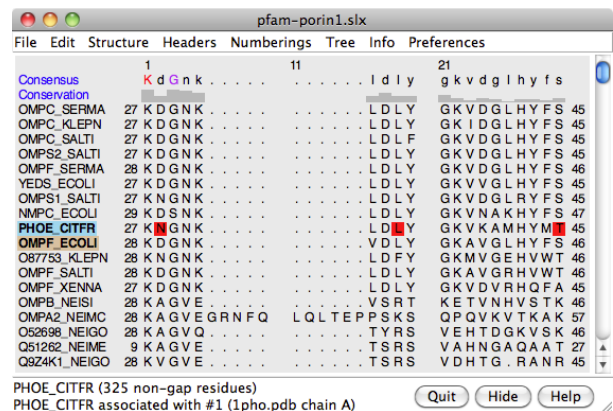 pfam-porin1.slx
File Edit Structure Headers Numberings Tree Info Preferences
1 11 21
Consensus K d G n k . . . . . . . . . . . l d l y g k v d g l h y f s
Conservation
OMPC_SERMA 27 K D G N K . . . . . . . . . . . L D L Y G K V D G L H Y F S 45
OMPC_KLEPN 27 K D G N K . . . . . . . . . . . L D L Y G K I D G L H Y F S 45
OMPC_SALTI 27 K D G N K . . . . . . . . . . . L D L F G K V D G L H Y F S 45
OMPS2_SALTI 27 K D G N K . . . . . . . . . . . L D L Y G K V D G L H Y F S 45
OMPF_SERMA 28 K D G N K . . . . . . . . . . . L D L Y G K V D G L H Y F S 46
YEDS_ECOLI 27 K D G N K . . . . . . . . . . . L D L Y G K V V G L H Y F S 45
OMPS1_SALTI 27 K N G N K . . . . . . . . . . . L D L Y G K V D G L R Y F S 45
NMPC_ECOLI 29 K D S N K . . . . . . . . . . . L D L Y G K V N A K H Y F S 47
PHOE_CITFR 27 K N G N K . . . . . . . . . . . L D L Y G K V K A M H Y M T 45
OMPF_ECOLI 28 K D G N K . . . . . . . . . . . V D L Y G K A V G L H Y F S 46
O87753_KLEPN 28 K N G N K . . . . . . . . . . . L D F Y G K M V G E H V W T 46
OMPF_SALTI 28 K D G N K . . . . . . . . . . . L D L Y G K A V G R H V W T 46
OMPF_XENNA 27 K D G N K . . . . . . . . . . . L D L Y G K V D V R H Q F A 45
OMPB_NEISI 28 K A G V E . . . . . . . . . . . V S R T K E T V N H V S T K 46
OMPA2_NEIMC 28 K A G V E G R N F Q L Q L T E P P S K S Q P Q V K V T K A K 57
O52698_NEIGO 28 K A G V Q . . . . . . . . . . . T Y R S V E H T D G K V S K 46
Q51262_NEIME 9 K A G V E . . . . . . . . . . . T S R S V A H N G A Q A A T 27
Q9Z4K1_NEIGO 28 K V G V E . . . . . . . . . . . T S R S V D H T G . R A N R 45
PHOE_CITFR (325 non-gap residues)
PHOE_CITFR associated with #1 (1pho.pdb chain A)
Quit Hide Help